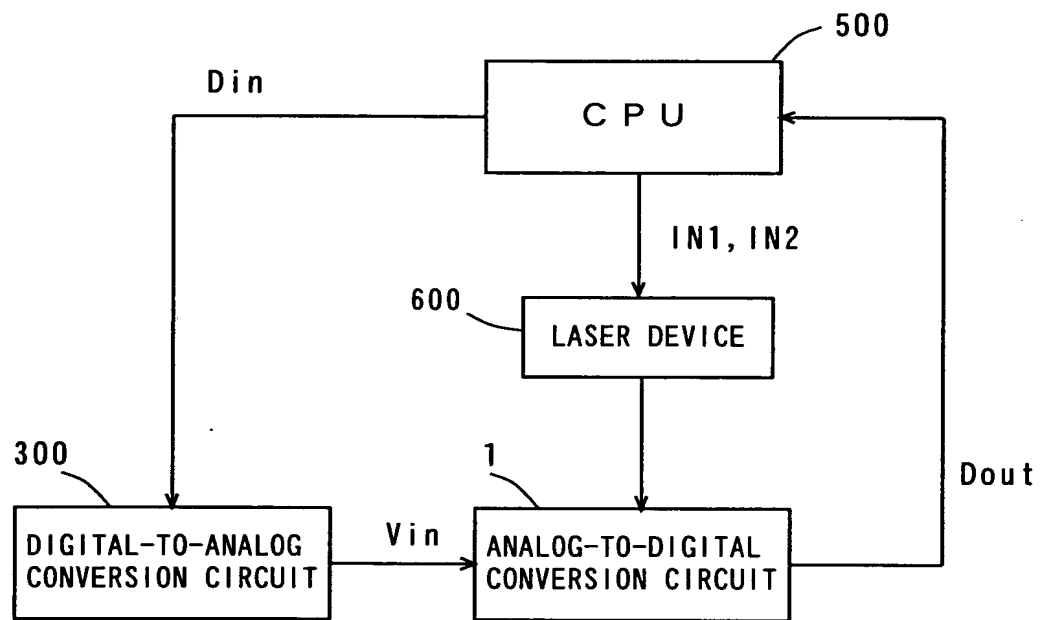 500
Din
CPU
IN1, IN2
600
LASER DEVICE
300
1
Dout
Vin
DIGITAL-TO-ANALOG
CONVERSION CIRCUIT
ANALOG-TO-DIGITAL
CONVERSION CIRCUIT